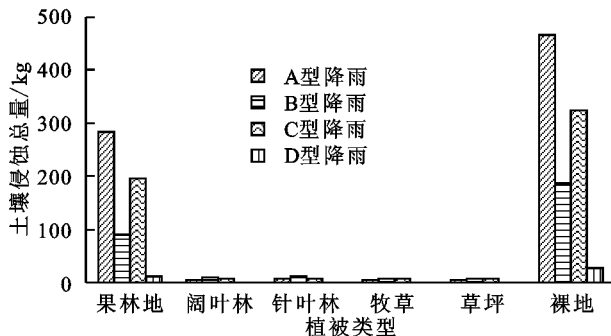 土壤侵蚀总量/kg
500
400
300
200
100
0
A型降雨
B型降雨
C型降雨
D型降雨
果林地 阔叶林 针叶林 牧草 草坪 裸地
植被类型